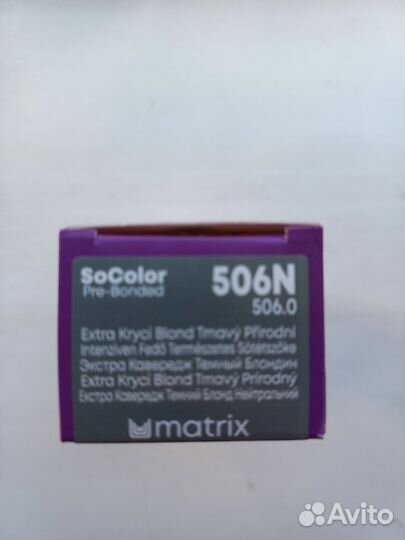 SoColor
Pre-Bonded
506N
506.0
Extra Krycí Blond Tmavý Přírodní
Intenzíven Fedő Természetes Sötétszőke
Экстра Кавередж Темный Блондин
Extra Krycí Blond Tmavý Prírodný
Екстра Кавередж Темний Блонд Нейтральний
matrix
Avito